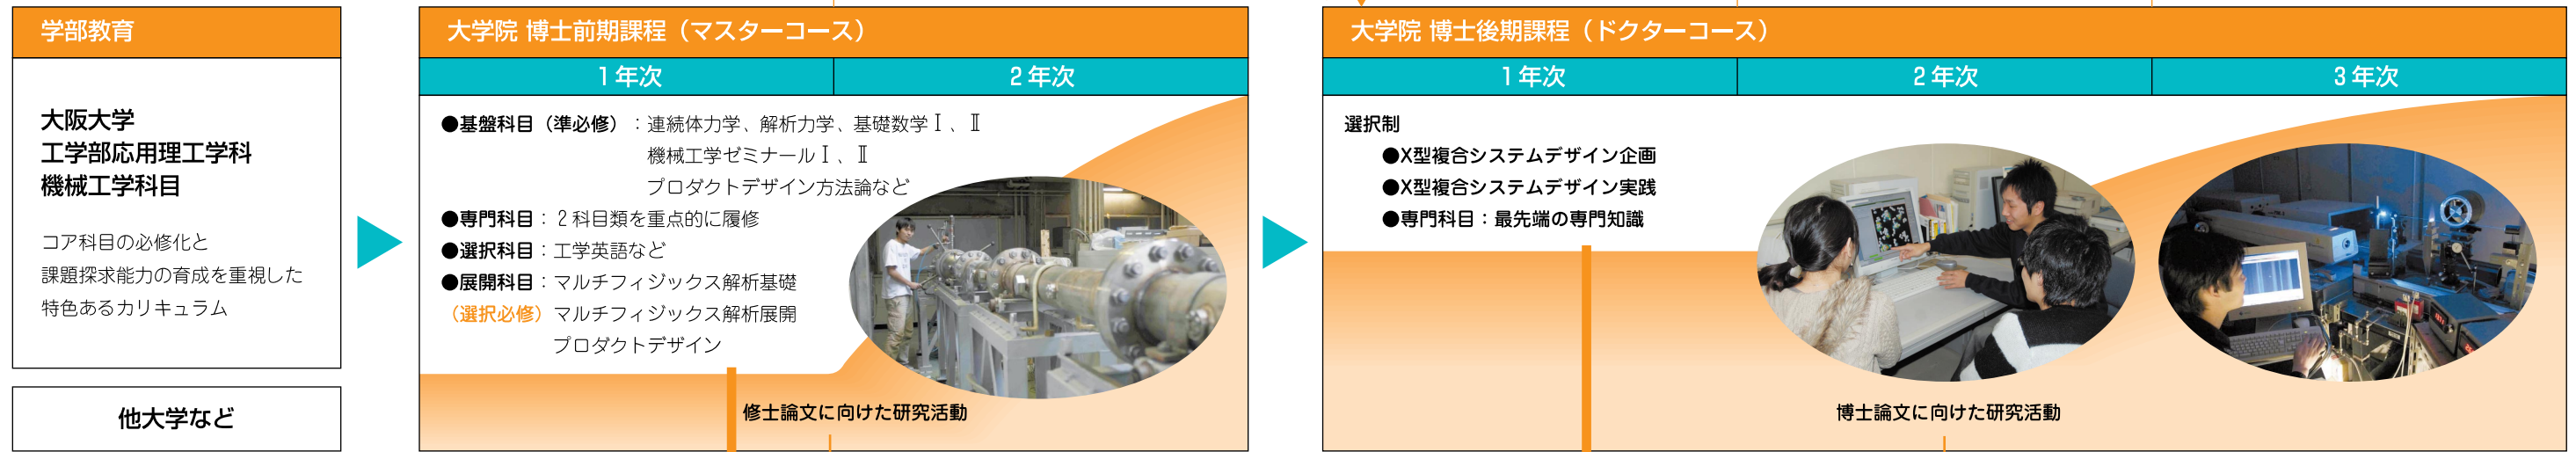 学部教育
大阪大学
工学部応用理工学科
機械工学科目
コア科目の必修化と
課題探求能力の育成を重視した
特色あるカリキュラム
他大学など
大学院 博士前期課程（マスターコース）
1年次
2年次
●基盤科目（準必修）：連続体力学、解析力学、基礎数学Ⅰ、Ⅱ
機械工学ゼミナールⅠ、Ⅱ
プロダクトデザイン方法論など
●専門科目：２科目類を重点的に履修
●選択科目：工学英語など
●展開科目：マルチフィジックス解析基礎
（選択必修）マルチフィジックス解析展開
プロダクトデザイン
修士論文に向けた研究活動
大学院 博士後期課程（ドクターコース）
1年次
2年次
3年次
選択制
●X型複合システムデザイン企画
●X型複合システムデザイン実践
●専門科目：最先端の専門知識
博士論文に向けた研究活動